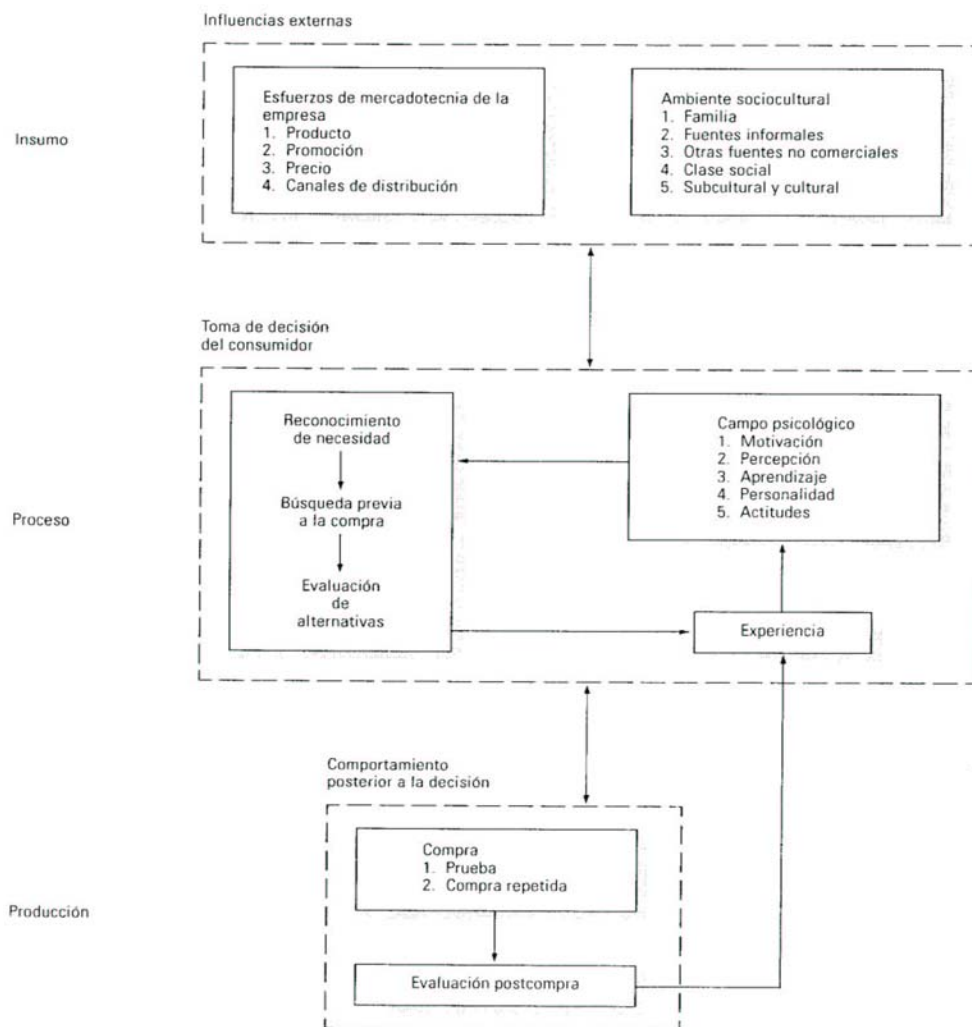 Influencias externas
Insumo
Esfuerzos de mercadotecnia de la
empresa
1. Producto
2. Promoción
3. Precio
4. Canales de distribución
Ambiente sociocultural
1. Familia
2. Fuentes informales
3. Otras fuentes no comerciales
4. Clase social
5. Subcultural y cultural
Toma de decisión
del consumidor
Proceso
Reconocimiento
de necesidad
Búsqueda previa
a la compra
Evaluación
de
alternativas
Campo psicológico
1. Motivación
2. Percepción
3. Aprendizaje
4. Personalidad
5. Actitudes
Experiencia
Comportamiento
posterior a la decisión
Producción
Compra
1. Prueba
2. Compra repetida
Evaluación postcompra